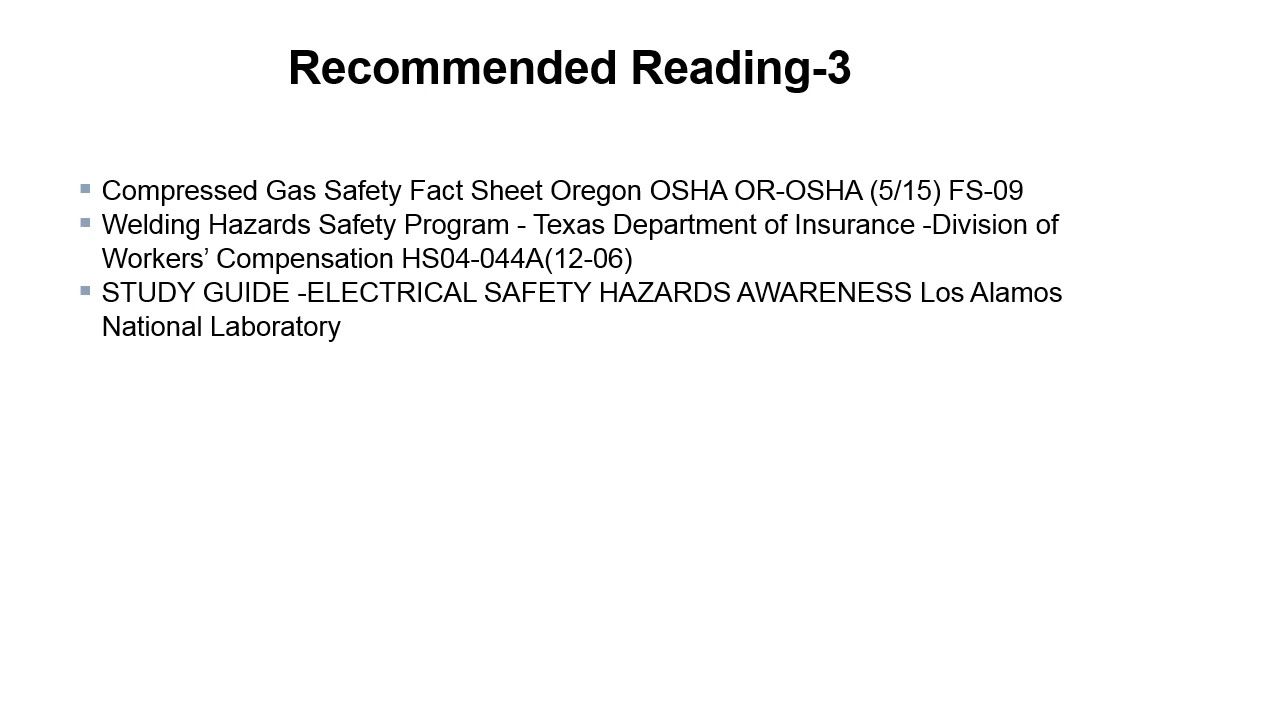 Recommended Reading-3
Compressed Gas Safety Fact Sheet Oregon OSHA OR-OSHA (5/15) FS-09
Welding Hazards Safety Program - Texas Department of Insurance -Division of
Workers’ Compensation HS04-044A(12-06)
STUDY GUIDE -ELECTRICAL SAFETY HAZARDS AWARENESS Los Alamos
National Laboratory